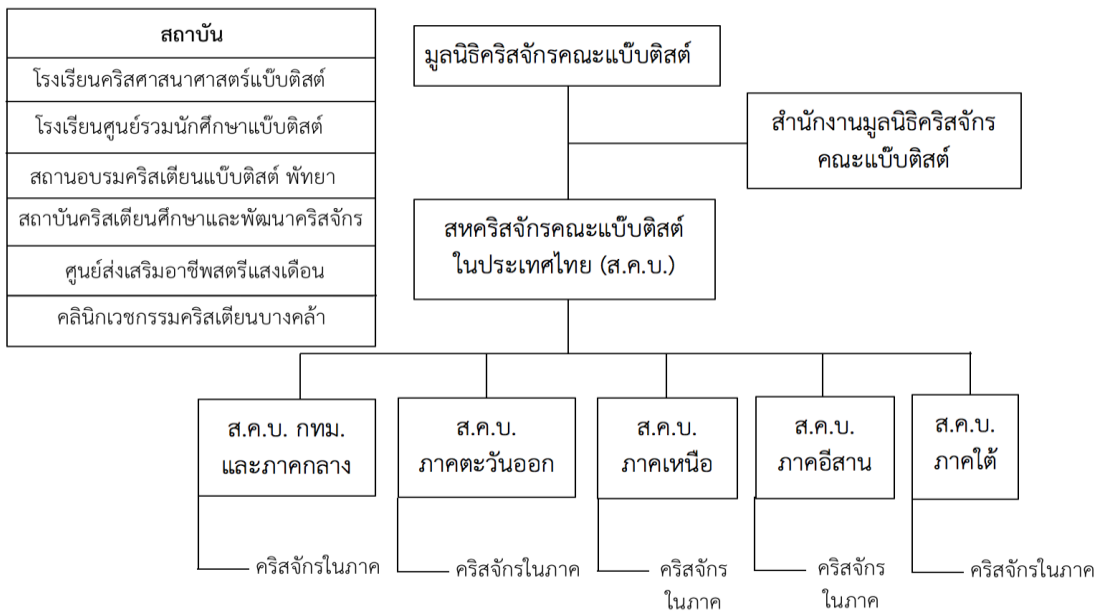 สถาบัน
โรงเรียนคริสศาสนาศาสตร์แบ๊บติสต์
โรงเรียนศูนย์รวมนักศึกษาแบ๊บติสต์
สถานอบรมคริสเตียนแบ๊บติสต์ พัทยา
สถาบันคริสเตียนศึกษาและพัฒนาคริสจักร
ศูนย์ส่งเสริมอาชีพสตรีแสงเดือน
คลินิกเวชกรรมคริสเตียนบางคล้า
มูลนิธิคริสจักรคณะแบ๊บติสต์
สำนักงานมูลนิธิคริสจักร
คณะแบ๊บติสต์
สหคริสจักรคณะแบ๊บติสต์
ในประเทศไทย (ส.ค.บ.)
ส.ค.บ. กทม.
และภาคกลาง
ส.ค.บ.
ภาคตะวันออก
ส.ค.บ.
ภาคเหนือ
ส.ค.บ.
ภาคอีสาน
ส.ค.บ.
ภาคใต้
คริสจักรในภาค
คริสจักรในภาค
คริสจักร
ในภาค
คริสจักร
ในภาค
คริสจักรในภาค